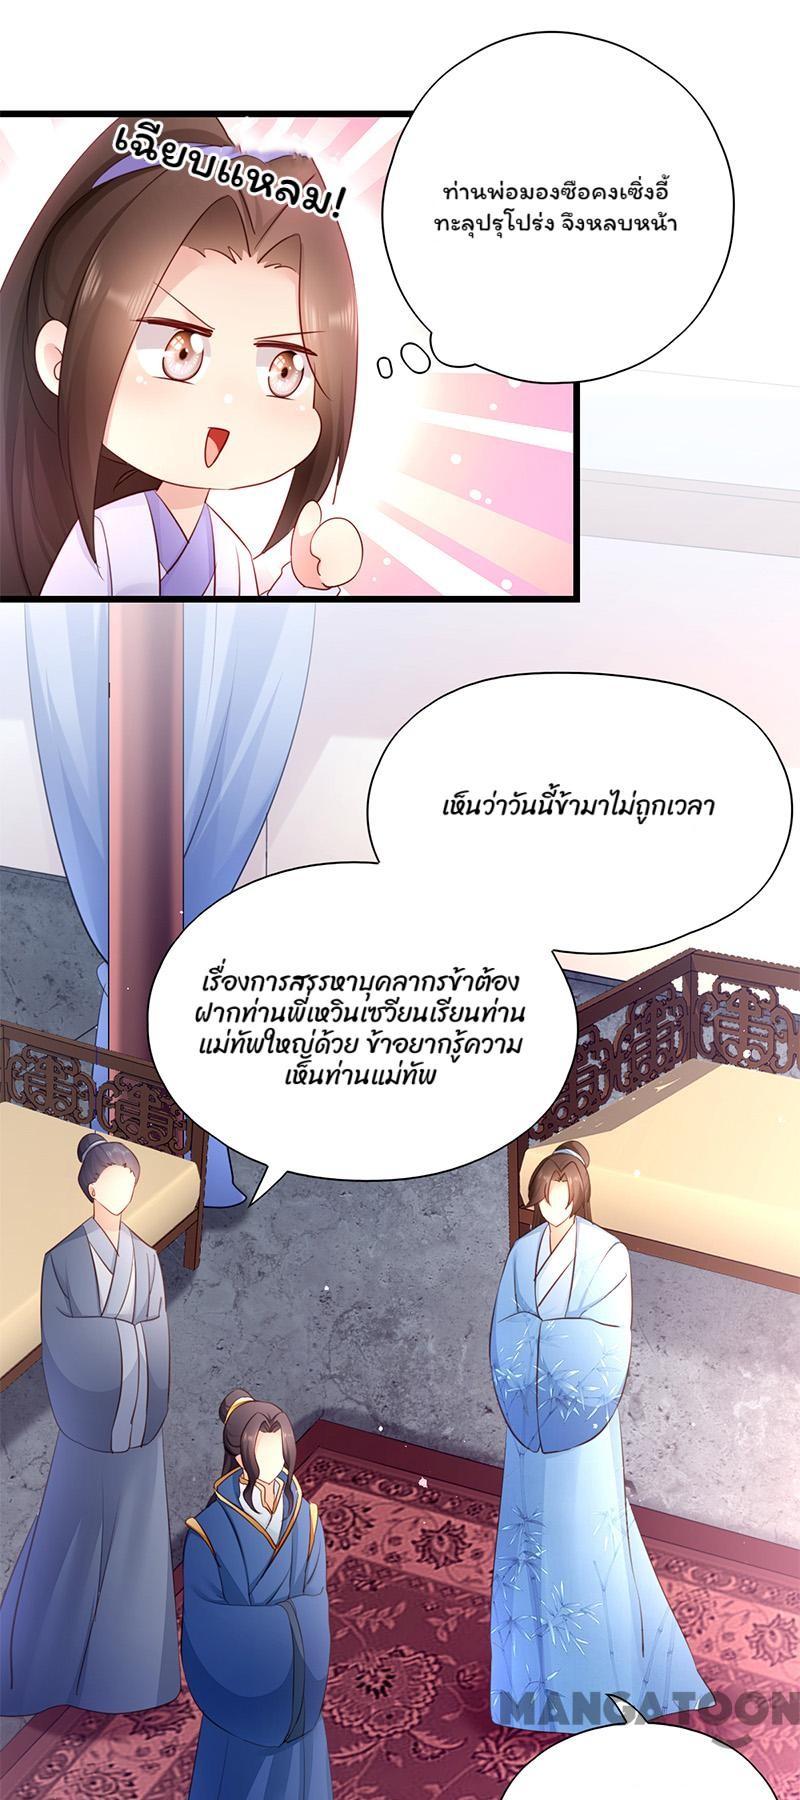 เฉียบแหลม!
ท่านพ่อมองซือคงเซิ่งอี้
ทะลุปรุโปร่ง จึงหลบหน้า
เห็นว่าวันนี้ข้ามาไม่ถูกเวลา
เรื่องการสรรหาบุคลากรข้าต้อง
ฝากท่านพี่เหวินเซวียนเรียนท่าน
แม่ทัพใหญ่ด้วย ข้าอยากรู้ความ
เห็นท่านแม่ทัพ
MANGATOON